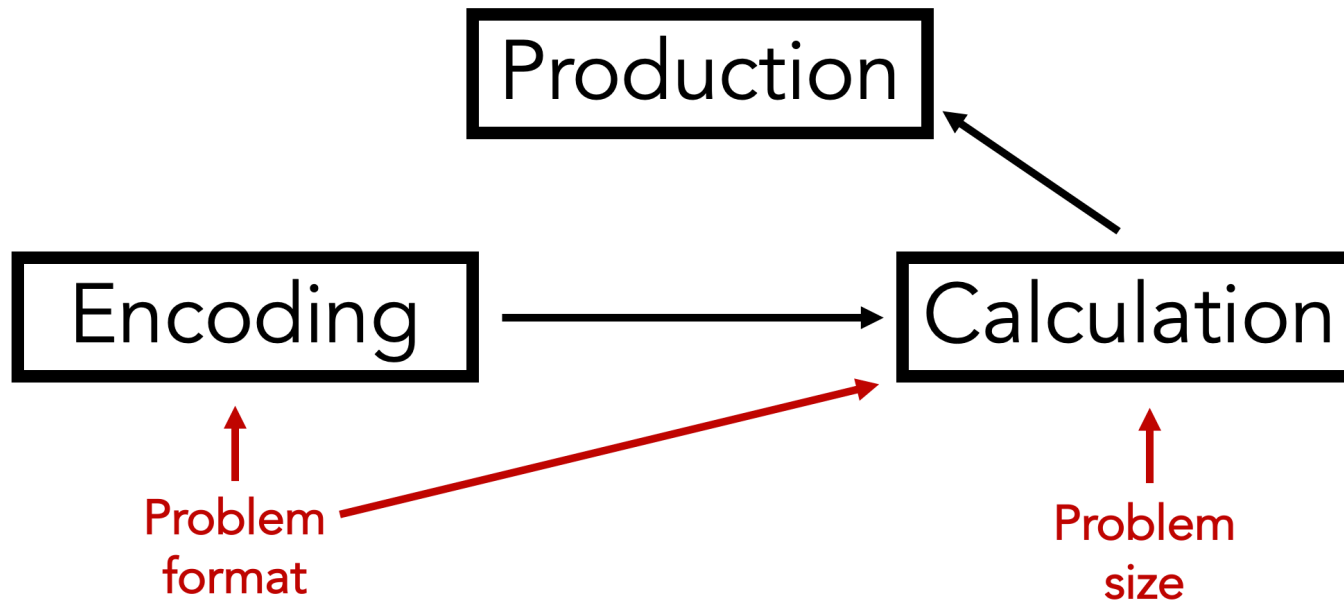 Production
Encoding
Calculation
Problem
format
Problem
size